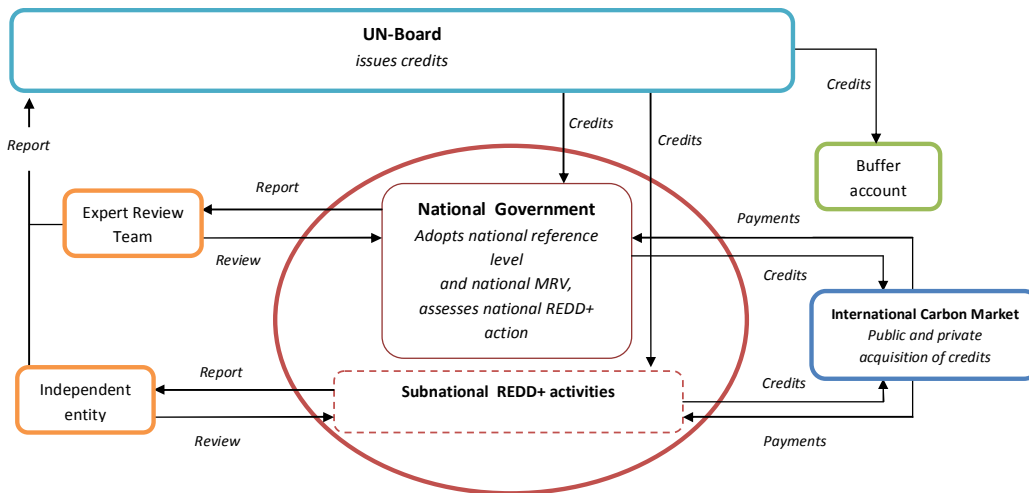 UN-Board
issues credits
Credits
Report
Credits
Credits
Buffer
account
Report
Expert Review
Team
Review
National Government
Adopts national reference
level
and national MRV,
assesses national REDD+
action
Payments
Credits
International Carbon Market
Public and private
acquisition of credits
Independent
entity
Report
Review
Subnational REDD+ activities
Credits
Payments